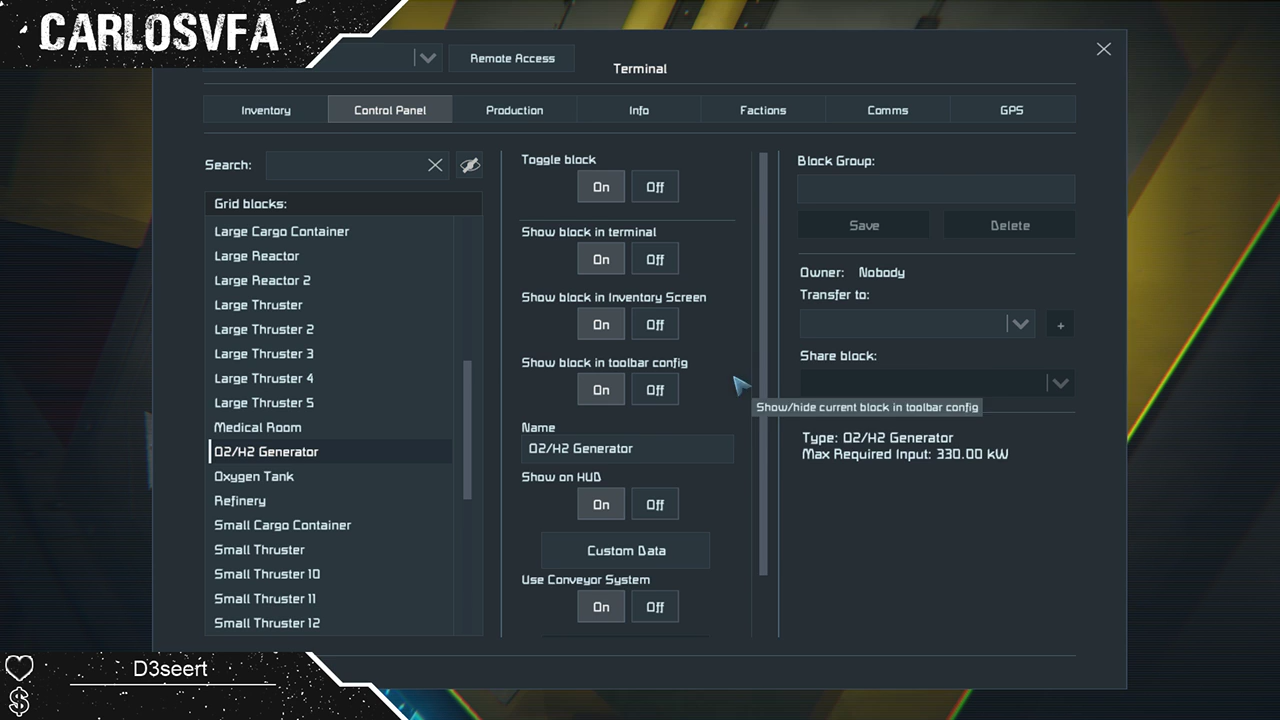 CARLOSVFA
Remote Access
Terminal
Inventory
Control Panel
Production
Info
Factions
Comms
GPS
Search:
Grid blocks:
Large Cargo Container
Large Reactor
Large Reactor 2
Large Thruster
Large Thruster 2
Large Thruster 3
Large Thruster 4
Large Thruster 5
Medical Room
O2/H2 Generator
Oxygen Tank
Refinery
Small Cargo Container
Small Thruster
Small Thruster 10
Small Thruster 11
Small Thruster 12
Toggle block
On Off
Show block in terminal
On Off
Show block in Inventory Screen
On Off
Show block in toolbar config
On Off
Name
O2/H2 Generator
Show on HUD
On Off
Custom Data
Use Conveyor System
On Off
Show/hide current block in toolbar config
Block Group:
Save Delete
Owner: Nobody
Transfer to:
+
Share block:
Type: O2/H2 Generator
Max Required Input: 330.00 kW
D3seert
$